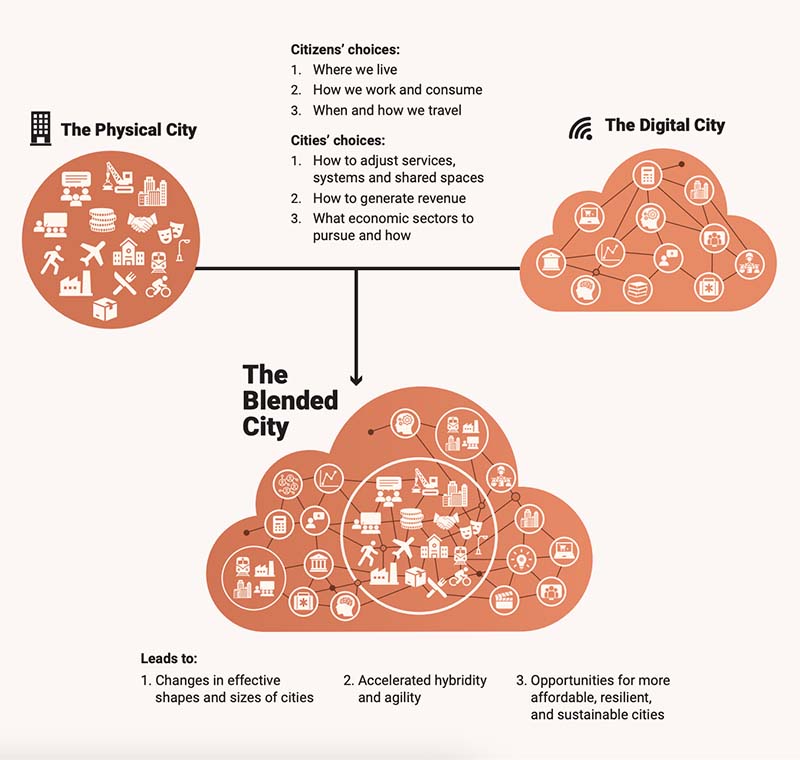 Citizens’ choices:
1. Where we live
2. How we work and consume
3. When and how we travel
The Physical City
The Digital City
Cities’ choices:
1. How to adjust services,
systems and shared spaces
2. How to generate revenue
3. What economic sectors to
pursue and how
The
Blended
City
Leads to:
1. Changes in effective
shapes and sizes of cities
2. Accelerated hybridity
and agility
3. Opportunities for more
affordable, resilient,
and sustainable cities